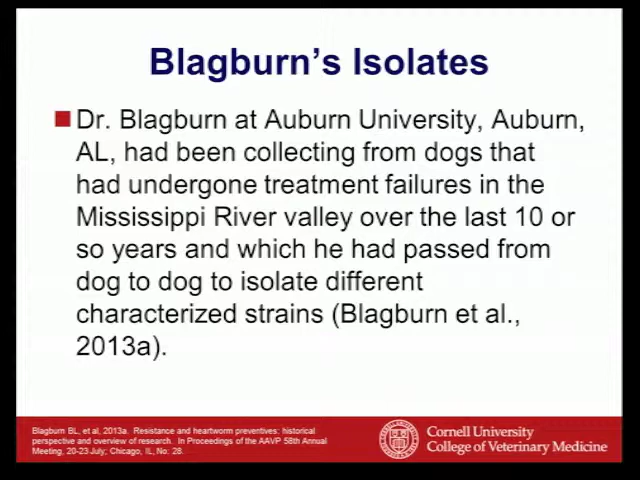 Blagburn's Isolates
Dr. Blagburn at Auburn University, Auburn,
AL, had been collecting from dogs that
had undergone treatment failures in the
Mississippi River valley over the last 10 or
so years and which he had passed from
dog to dog to isolate different
characterized strains (Blagburn et al.,
2013a).
Blagburn BL, et al, 2013a. Resistance and heartworm preventives: historical
perspective and overview of research. In Proceedings of the AAVP 58th Annual
Meeting, 20-23 July; Chicago, IL, No: 28.
Cornell University
College of Veterinary Medicine